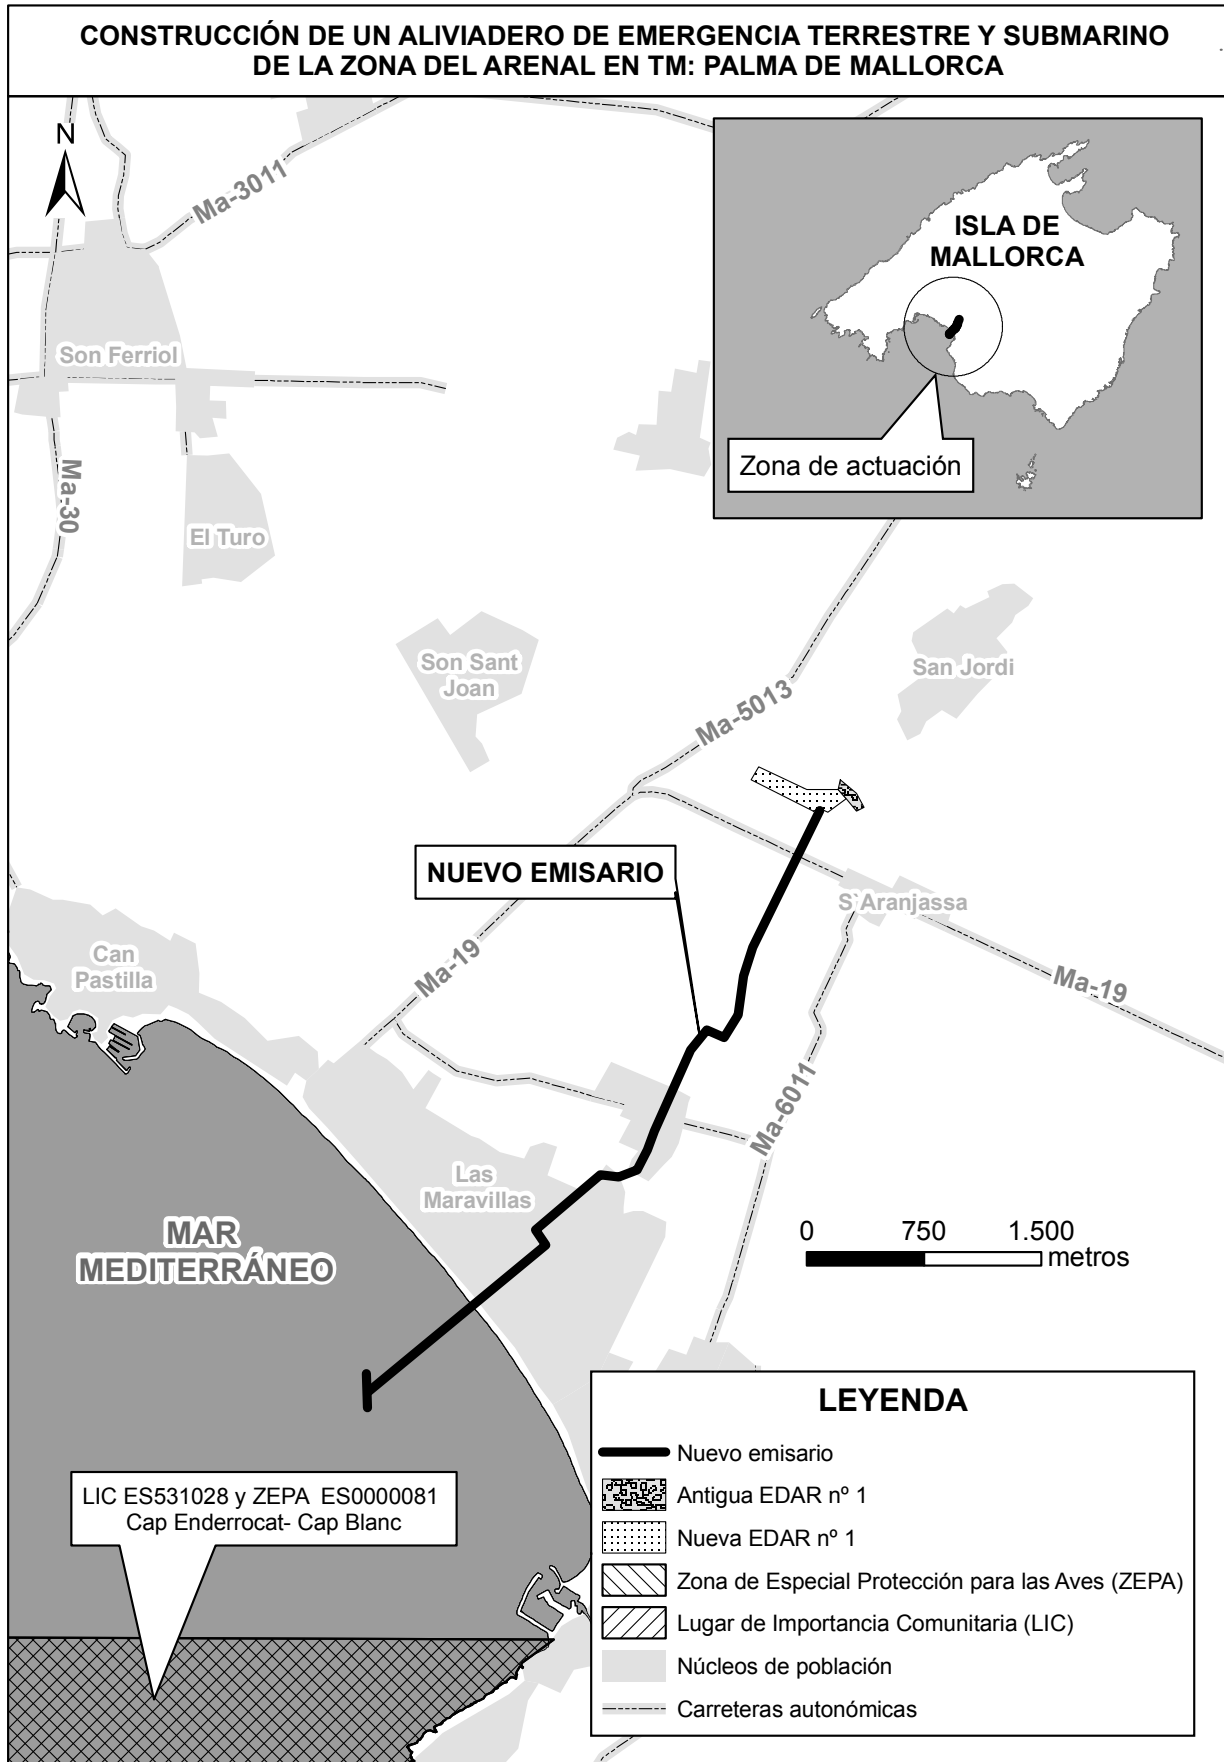 CONSTRUCCIÓN DE UN ALIVIADERO DE EMERGENCIA TERRESTRE Y SUBMARINO
DE LA ZONA DEL ARENAL EN TM: PALMA DE MALLORCA
N
Ma-3011
ISLA DE
MALLORCA
Zona de actuación
Son Ferriol
Ma-30
El Turo
Son Sant
Joan
San Jordi
Ma-5013
NUEVO EMISARIO
S`Aranjassa
Can
Pastilla
Ma-19
Ma-19
Ma-6011
Las
Maravillas
MAR
MEDITERRÁNEO
0 750 1.500
metros
LIC ES531028 y ZEPA ES0000081
Cap Enderrocat- Cap Blanc
LEYENDA
Nuevo emisario
Antigua EDAR nº 1
Nueva EDAR nº 1
Zona de Especial Protección para las Aves (ZEPA)
Lugar de Importancia Comunitaria (LIC)
Núcleos de población
Carreteras autonómicas